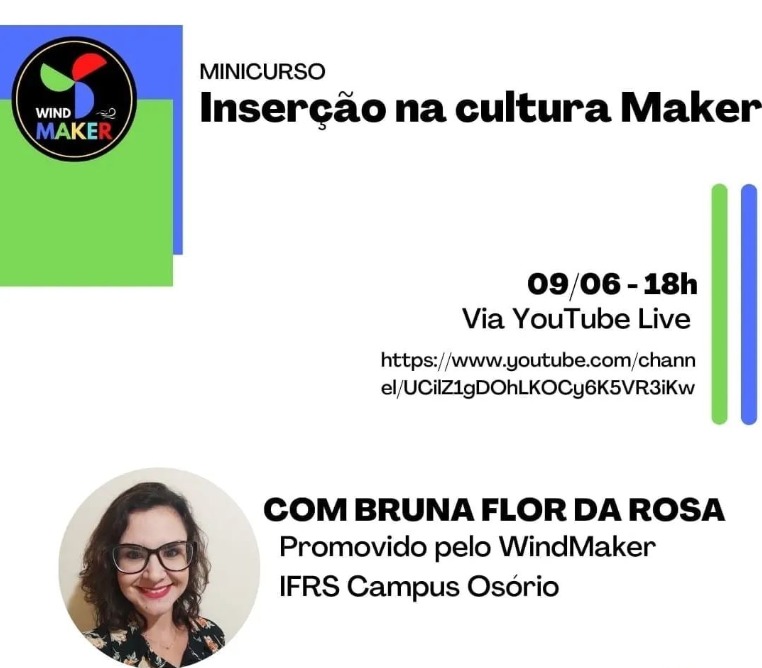 WIND
MAKER
MINICURSO
Inserção na cultura Maker
09/06 - 18h
Via YouTube Live
https://www.youtube.com/chann
el/UCilZ1gDOhLKOCy6K5VR3iKw
COM BRUNA FLOR DA ROSA
Promovido pelo WindMaker
IFRS Campus Osório